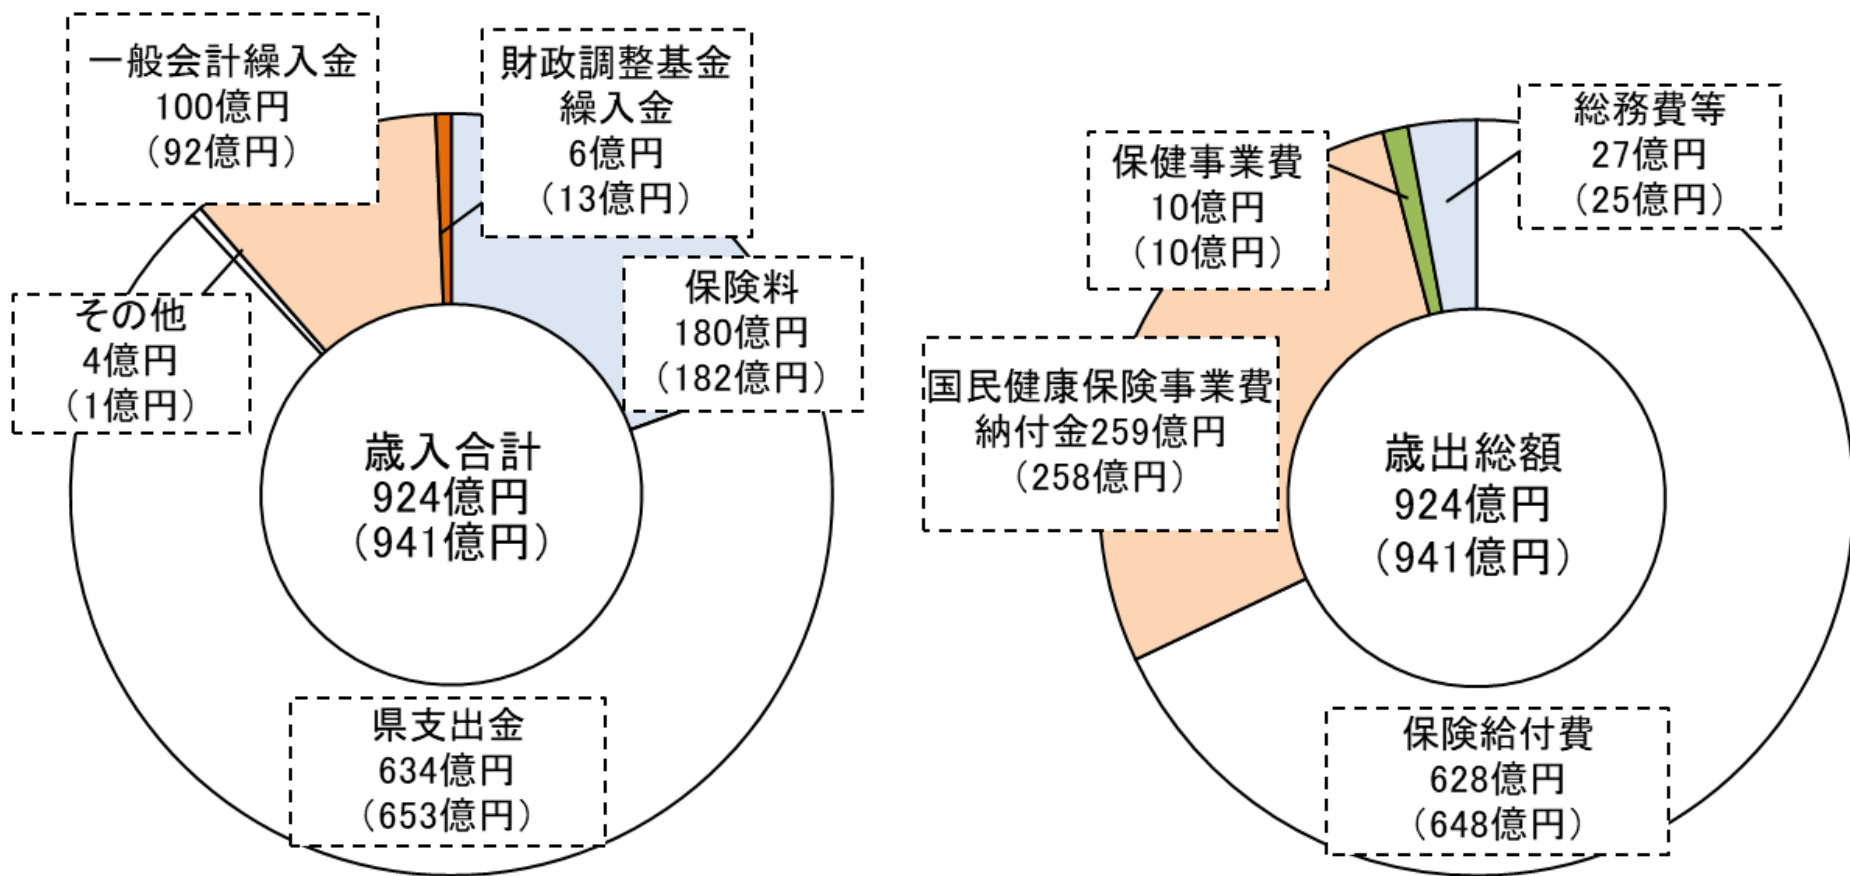 一般会計繰入金
100億円
（92億円）
財政調整基金
繰入金
6億円
（13億円）
保険料
180億円
（182億円）
その他
4億円
（1億円）
歳入合計
924億円
（941億円）
県支出金
634億円
（653億円）
総務費等
27億円
（25億円）
保健事業費
10億円
（10億円）
国民健康保険事業費
納付金259億円
（258億円）
歳出総額
924億円
（941億円）
保険給付費
628億円
（648億円）